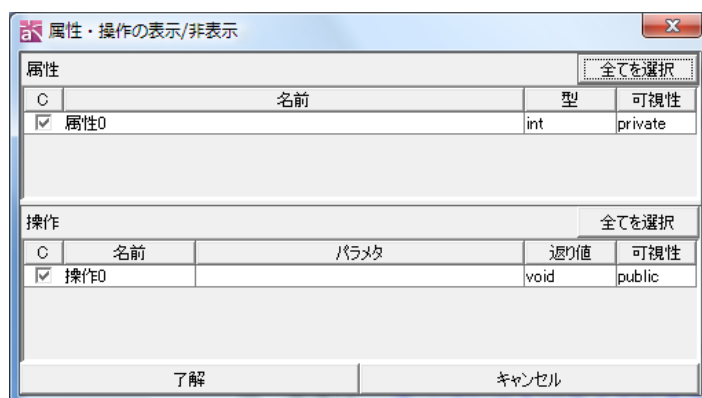 属性・操作の表示/非表示
属性 全てを選択
C 名前 型 可視性
属性0 int private
操作 全てを選択
C 名前 パラメタ 返り値 可視性
操作0 void public
了解 キャンセル